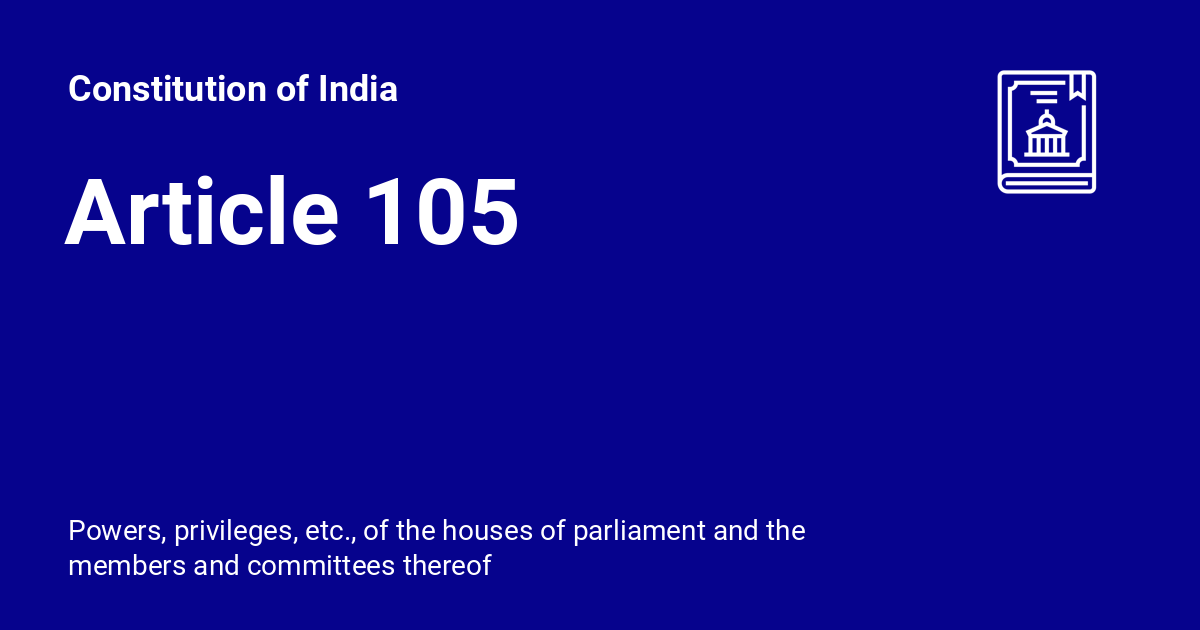 Constitution of India
Article 105
Powers, privileges, etc., of the houses of parliament and the
members and committees thereof